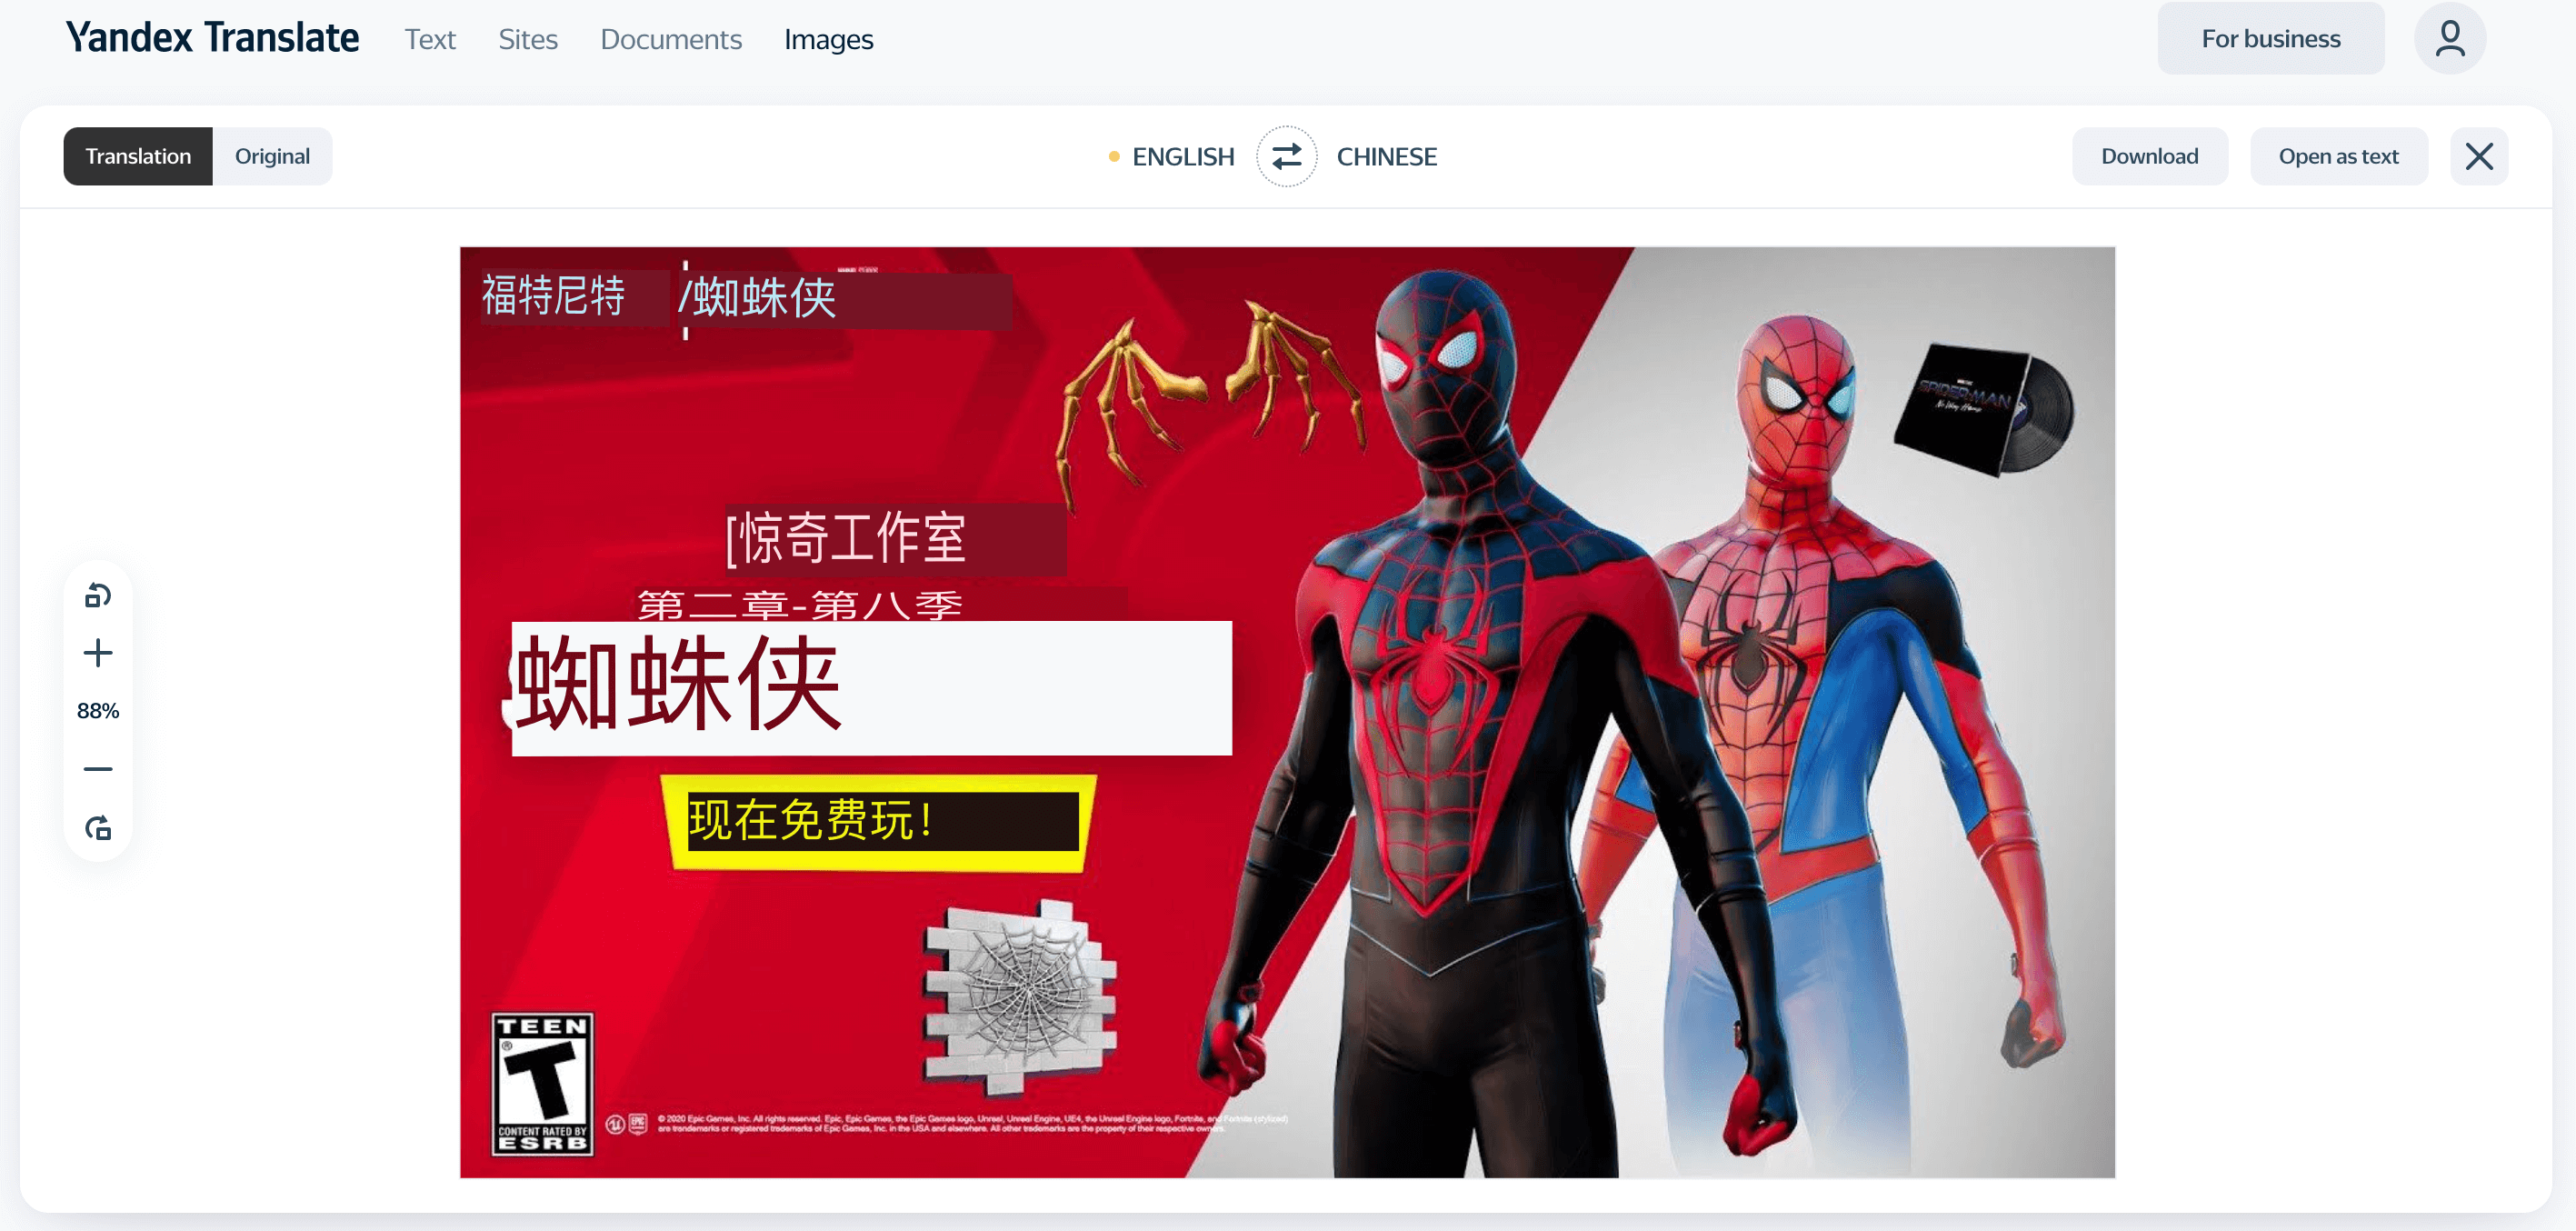 Yandex Translate Text Sites Documents Images For business
Translation Original ENGLISH CHINESE Download Open as text
福特尼特 /蜘蛛侠
SPIDER-MAN
No Way Home
[惊奇工作室
第二章-第八季
蜘蛛侠
88%
现在免费玩！
TEEN
T
®
CONTENT RATED BY
ESRB
© 2020 Epic Games, Inc. All rights reserved. Epic, Epic Games, the Epic Games logo, Unreal, Unreal Engine, UE4, the Unreal Engine logo, Fortnite, and Fortnite (stylized)
are trademarks or registered trademarks of Epic Games, Inc. in the USA and elsewhere. All other trademarks are the property of their respective owners.